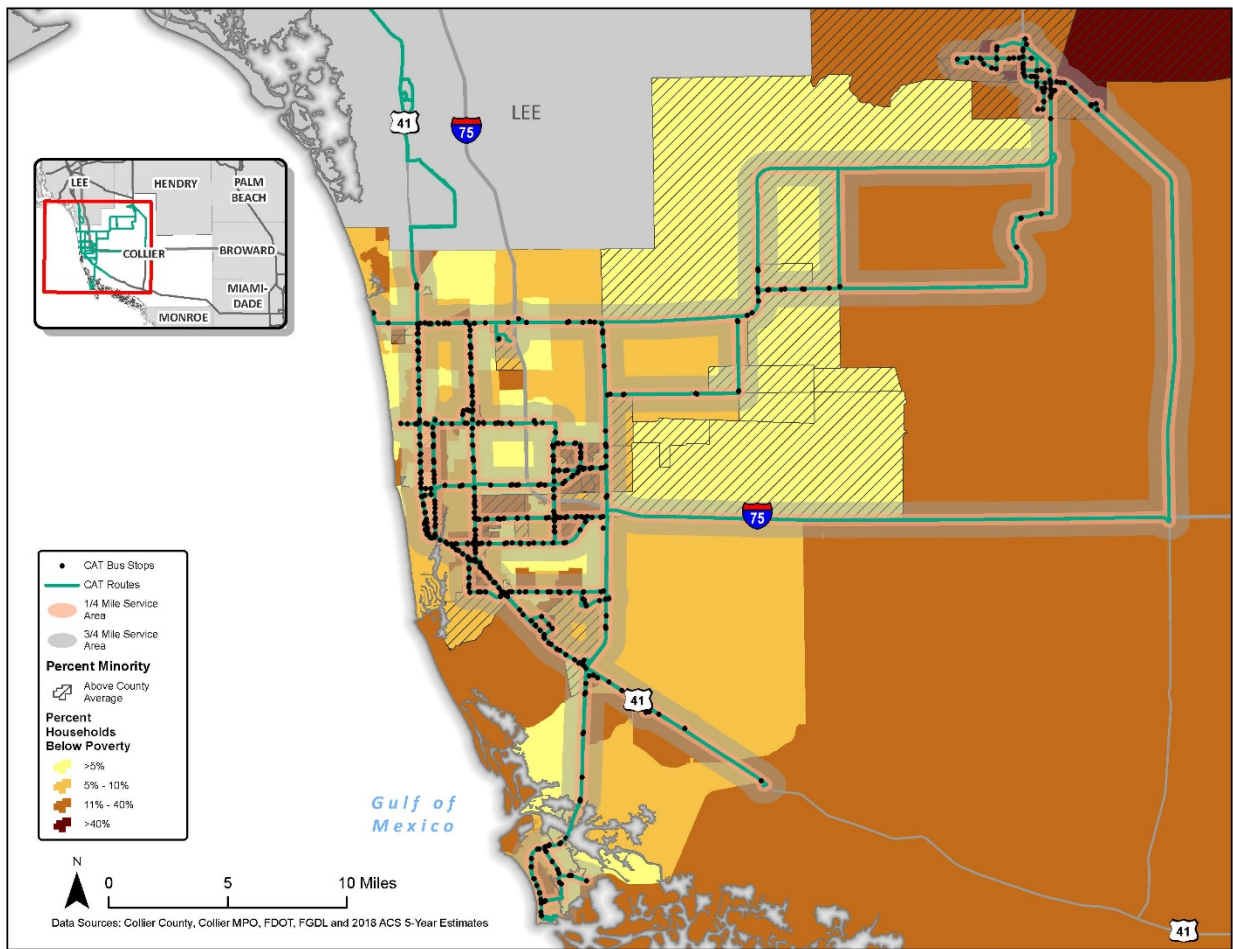 41
75
LEE
LEE
HENDRY
PALM
BEACH
COLLIER
BROWARD
MIAMI-
DADE
MONROE
75
41
CAT Bus Stops
CAT Routes
1/4 Mile Service
Area
3/4 Mile Service
Area
Percent Minority
Above County
Average
Percent
Households
Below Poverty
>5%
5% - 10%
11% - 40%
>40%
Gulf of
Mexico
N
0 5 10 Miles
Data Sources: Collier County, Collier MPO, FDOT, FGDL and 2018 ACS 5-Year Estimates
41